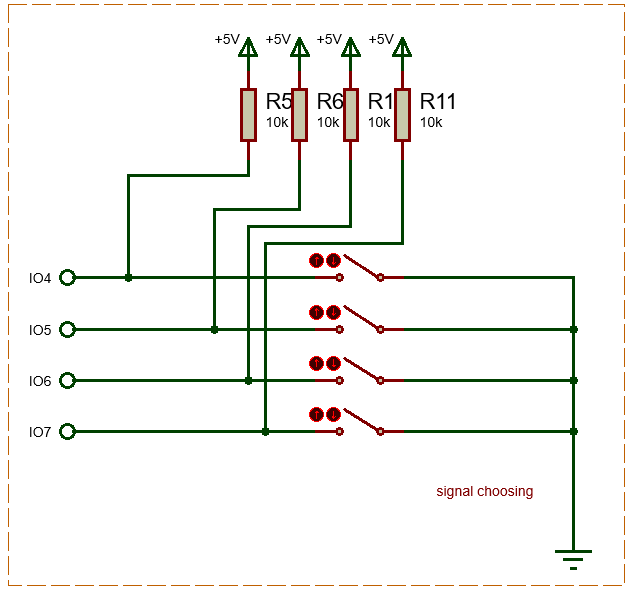 +5V +5V +5V +5V
R5 R6 R1 R11
10k 10k 10k 10k
IO4
IO5
IO6
IO7
signal choosing